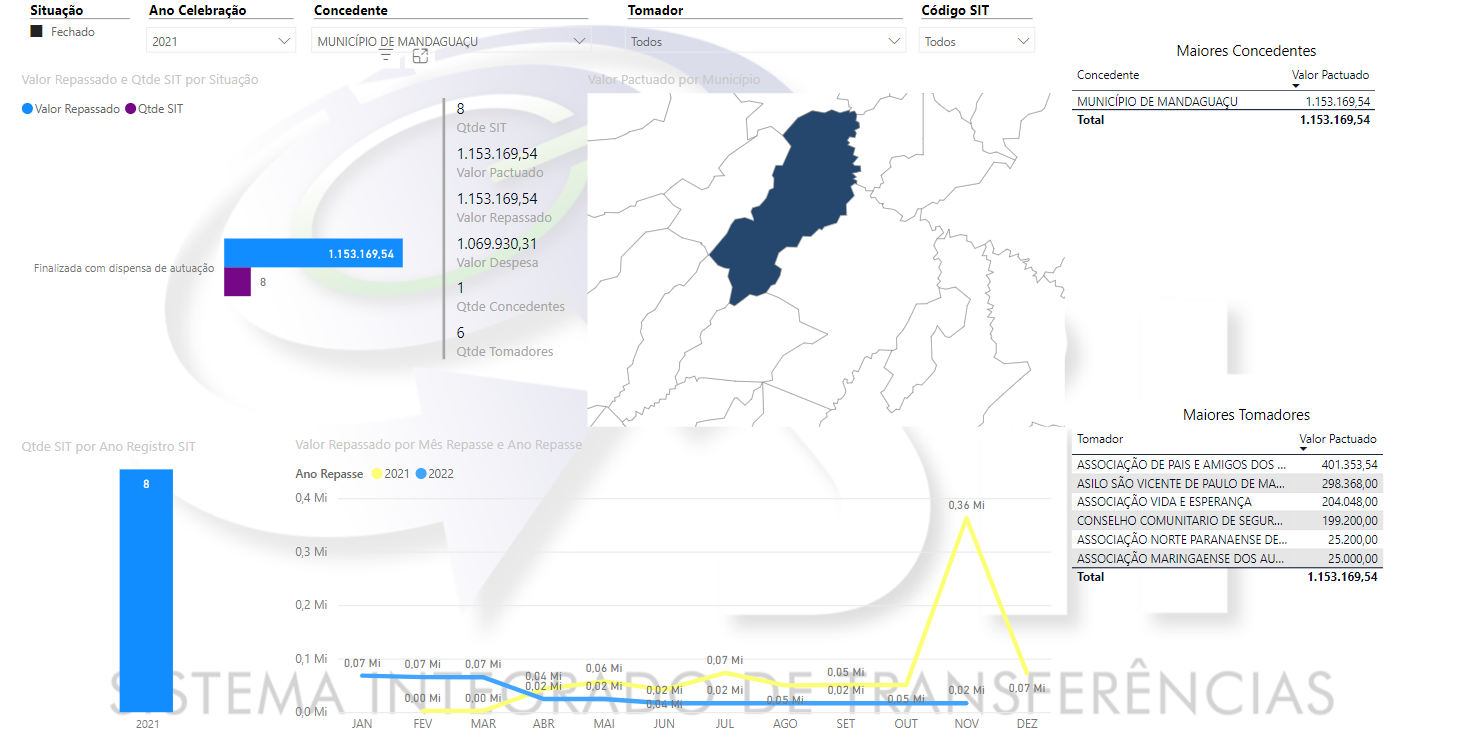 Situação
Fechado
Ano Celebração
2021
Concedente
MUNICÍPIO DE MANDAGUAÇU
Tomador
Todos
Código SIT
Todos
Valor Repassado e Qtde SIT por Situação
Valor Repassado Qtde SIT
Finalizada com dispensa de autuação
1.153.169,54
8
8
Qtde SIT
1.153.169,54
Valor Pactuado
1.153.169,54
Valor Repassado
1.069.930,31
Valor Despesa
1
Qtde Concedentes
6
Qtde Tomadores
Valor Pactuado por Município
Maiores Concedentes
Concedente Valor Pactuado
MUNICÍPIO DE MANDAGUAÇU 1.153.169,54
Total 1.153.169,54
Qtde SIT por Ano Registro SIT
8
2021
Valor Repassado por Mês Repasse e Ano Repasse
Ano Repasse 2021 2022
0,4 Mi
0,3 Mi
0,2 Mi
0,1 Mi
0,0 Mi
0,36 Mi
0,07 Mi 0,07 Mi 0,07 Mi 0,04 Mi 0,06 Mi 0,02 Mi 0,07 Mi 0,05 Mi 0,05 Mi 0,05 Mi 0,02 Mi 0,07 Mi
0,00 Mi 0,00 Mi 0,02 Mi 0,02 Mi 0,04 Mi 0,02 Mi 0,02 Mi
JAN FEV MAR ABR MAI JUN JUL AGO SET OUT NOV DEZ
Maiores Tomadores
Tomador Valor Pactuado
ASSOCIAÇÃO DE PAIS E AMIGOS DOS ... 401.353,54
ASILO SÃO VICENTE DE PAULO DE MA... 298.368,00
ASSOCIAÇÃO VIDA E ESPERANÇA 204.048,00
CONSELHO COMUNITARIO DE SEGUR... 199.200,00
ASSOCIAÇÃO NORTE PARANAENSE DE... 25.200,00
ASSOCIAÇÃO MARINGAENSE DOS AU... 25.000,00
Total 1.153.169,54
SISTEMA INTEGRADO DE TRANSFERÊNCIAS